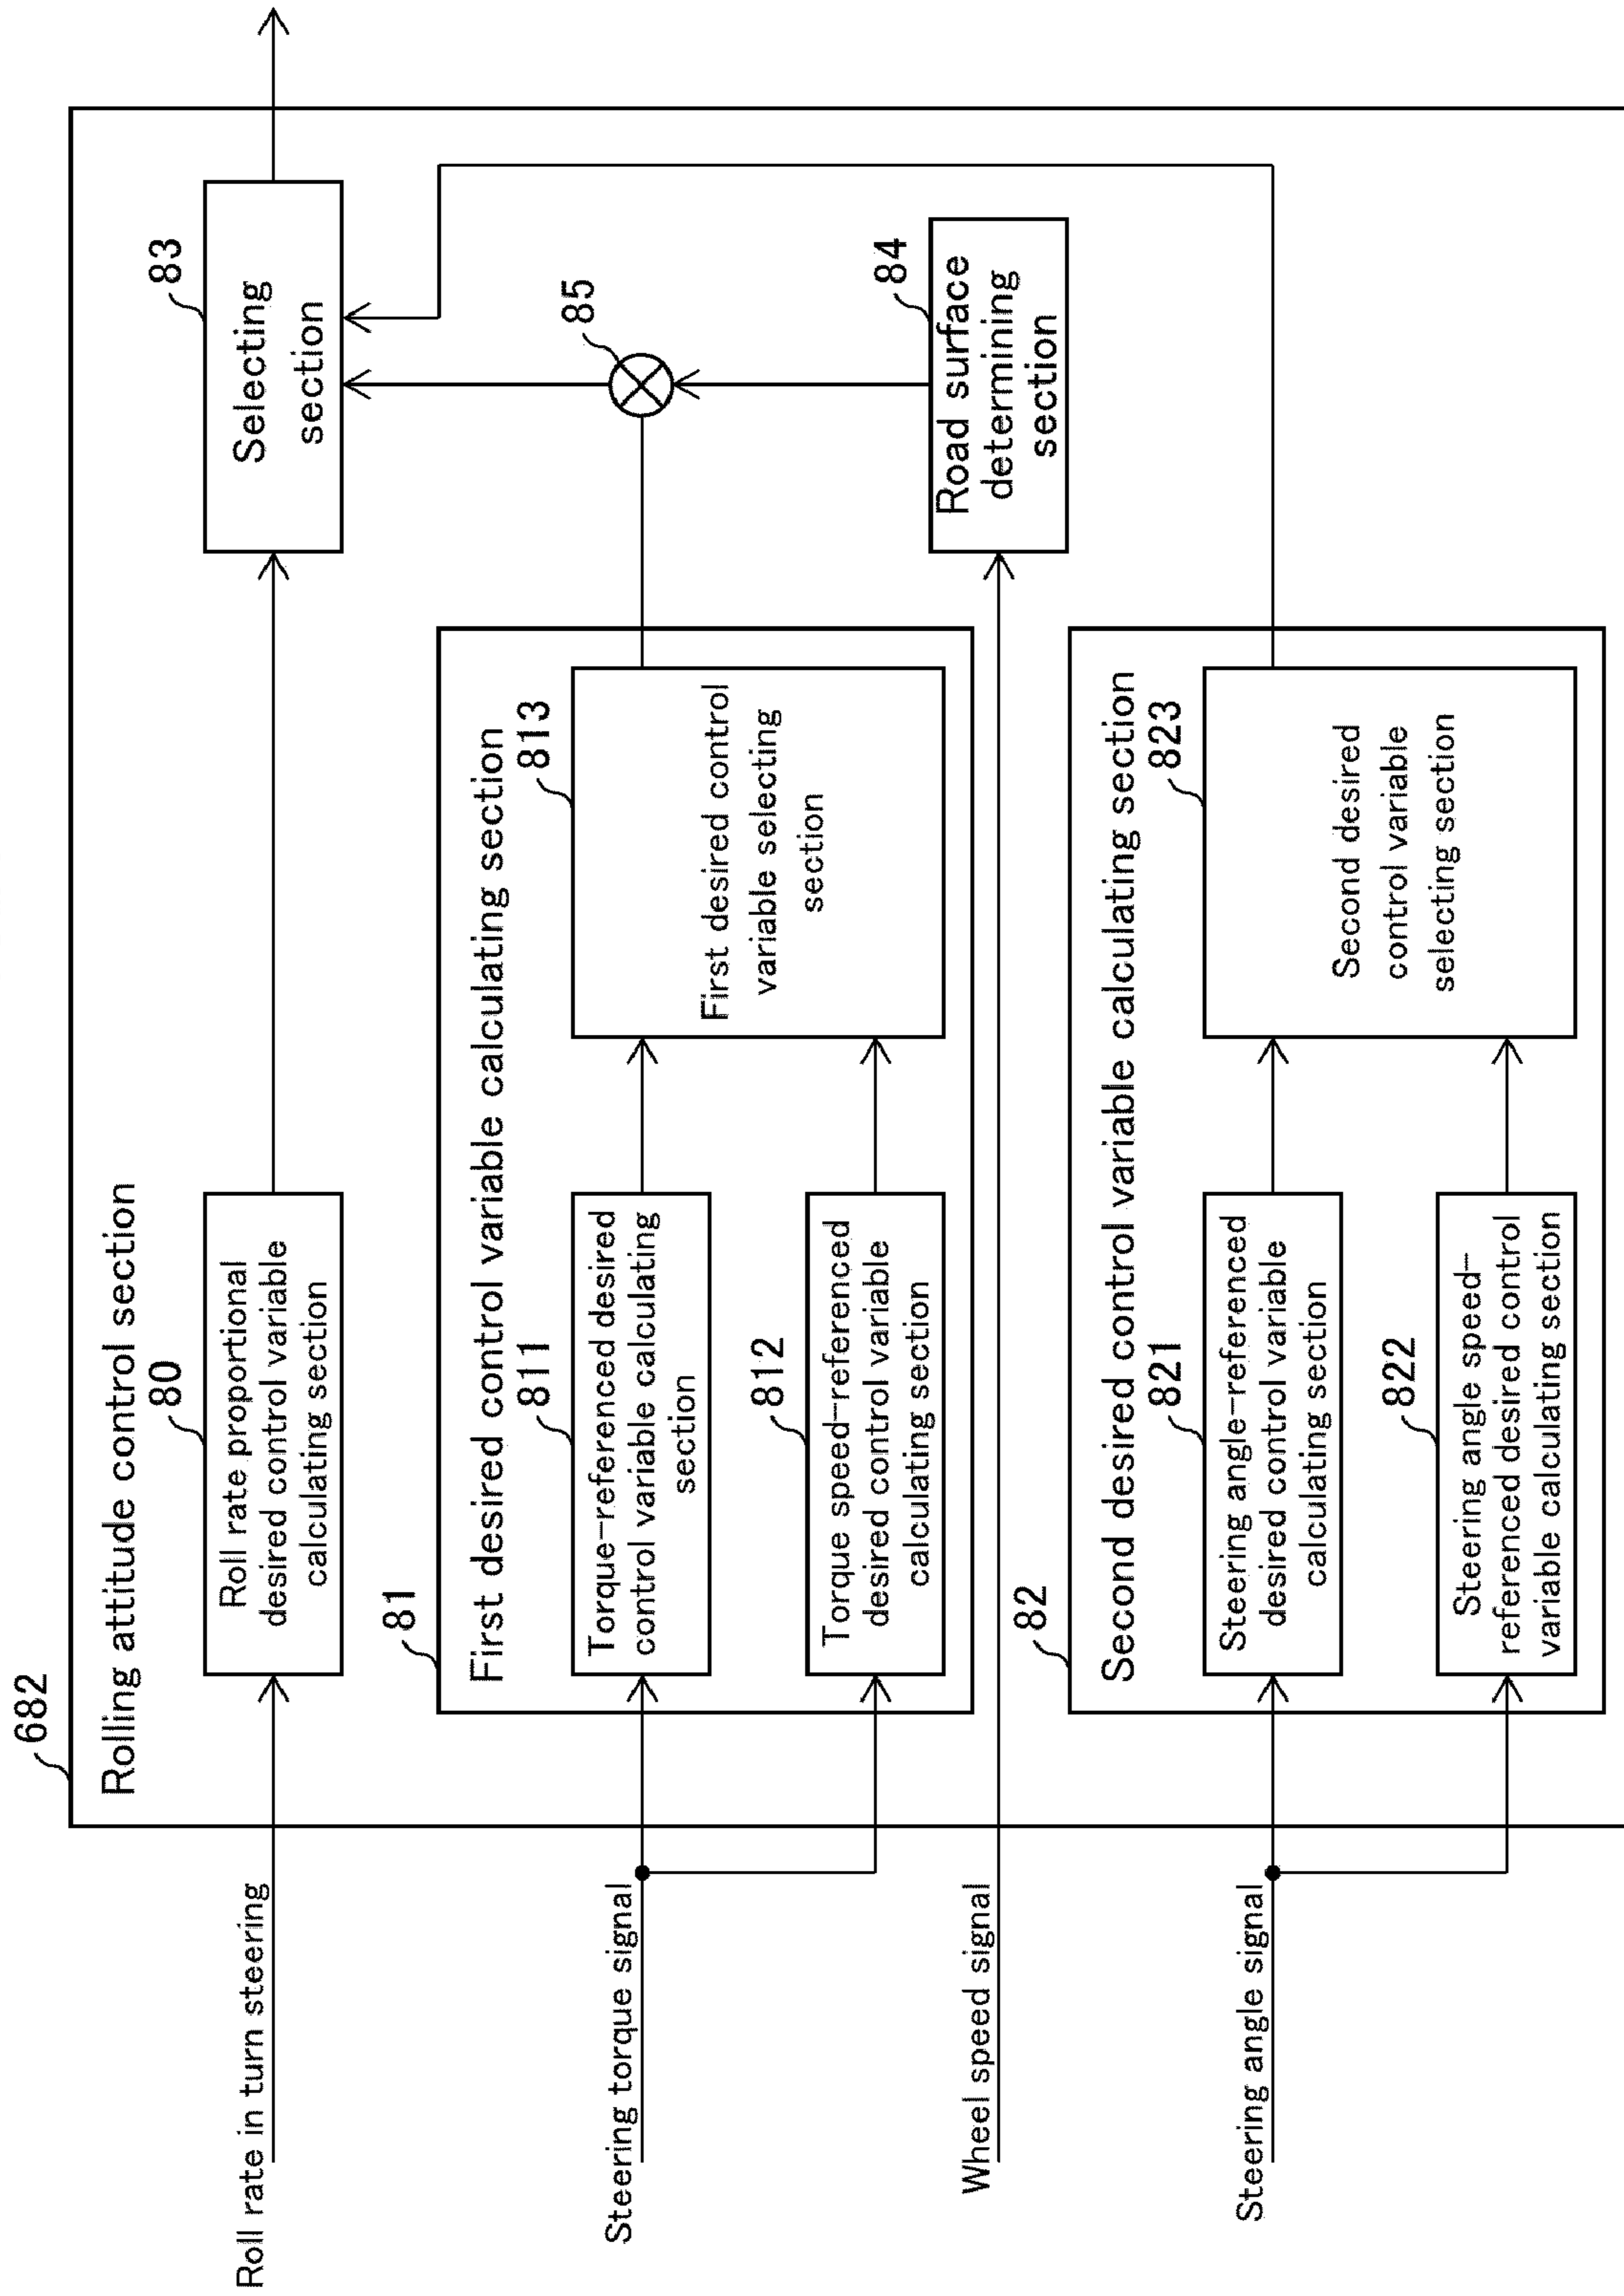 682
Rolling attitude control section
Roll rate in turn steering
80
Roll rate proportional
desired control variable
calculating section
83
Selecting
section
81
First desired control variable calculating section
Steering torque signal
811
Torque-referenced desired
control variable calculating
section
812
Torque speed-referenced
desired control variable
calculating section
813
First desired control
variable selecting
section
85
Wheel speed signal
84
Road surface
determining
section
82
Second desired control variable calculating section
Steering angle signal
821
Steering angle-referenced
desired control variable
calculating section
822
Steering angle speed-
referenced desired control
variable calculating section
823
Second desired
control variable
selecting section